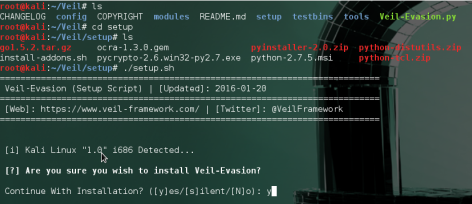 root@kali:~/Veil# ls
CHANGELOG config COPYRIGHT modules README.md setup testbins tools Veil-Evasion.py
root@kali:~/Veil# cd setup
root@kali:~/Veil/setup# ls
go1.5.2.tar.gz ocra-1.3.0.gem pyinstaller-2.0.zip python-distutils.zip
install-addons.sh pycrypto-2.6.win32-py2.7.exe python-2.7.5.msi python-tcl.zip
root@kali:~/Veil/setup# ./setup.sh
Veil-Evasion (Setup Script) | [Updated]: 2016-01-20
[Web]: https://www.veil-framework.com/ | [Twitter]: @VeilFramework
[i] Kali Linux "1.0" i686 Detected...
[?] Are you sure you wish to install Veil-Evasion?
Continue With Installation? ([y]es/[s]ilent/[N]o): y